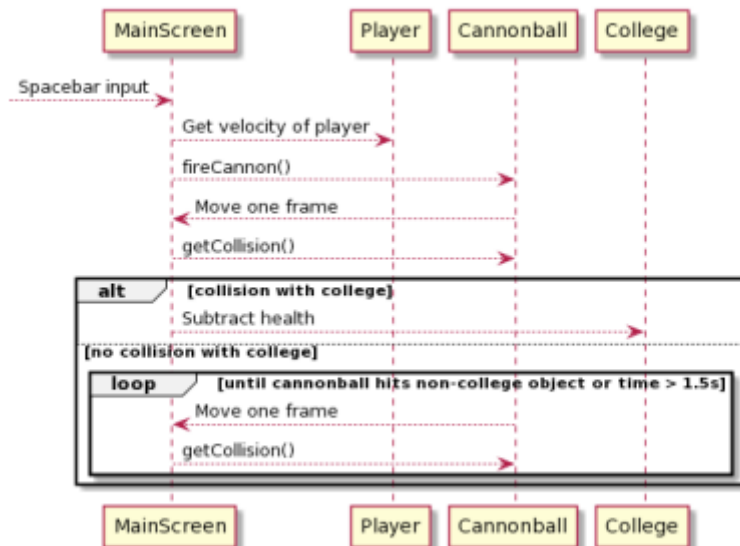 MainScreen Player Cannonball College
Spacebar input
Get velocity of player
fireCannon()
Move one frame
getCollision()
alt [collision with college]
Subtract health
[no collision with college]
loop [until cannonball hits non-college object or time > 1.5s]
Move one frame
getCollision()
MainScreen Player Cannonball College